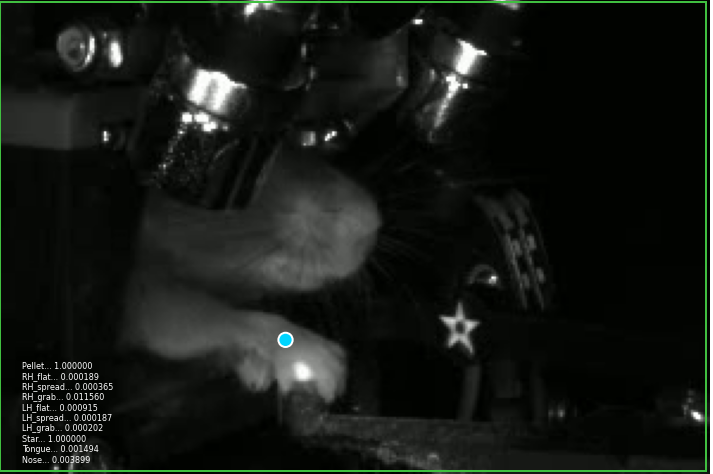 Pellet... 1.000000
RH_flat... 0.000189
RH_spread... 0.000365
RH_grab... 0.011560
LH_flat... 0.000915
LH_spread... 0.000187
LH_grab... 0.000202
Star... 1.000000
Tongue... 0.001494
Nose... 0.003899